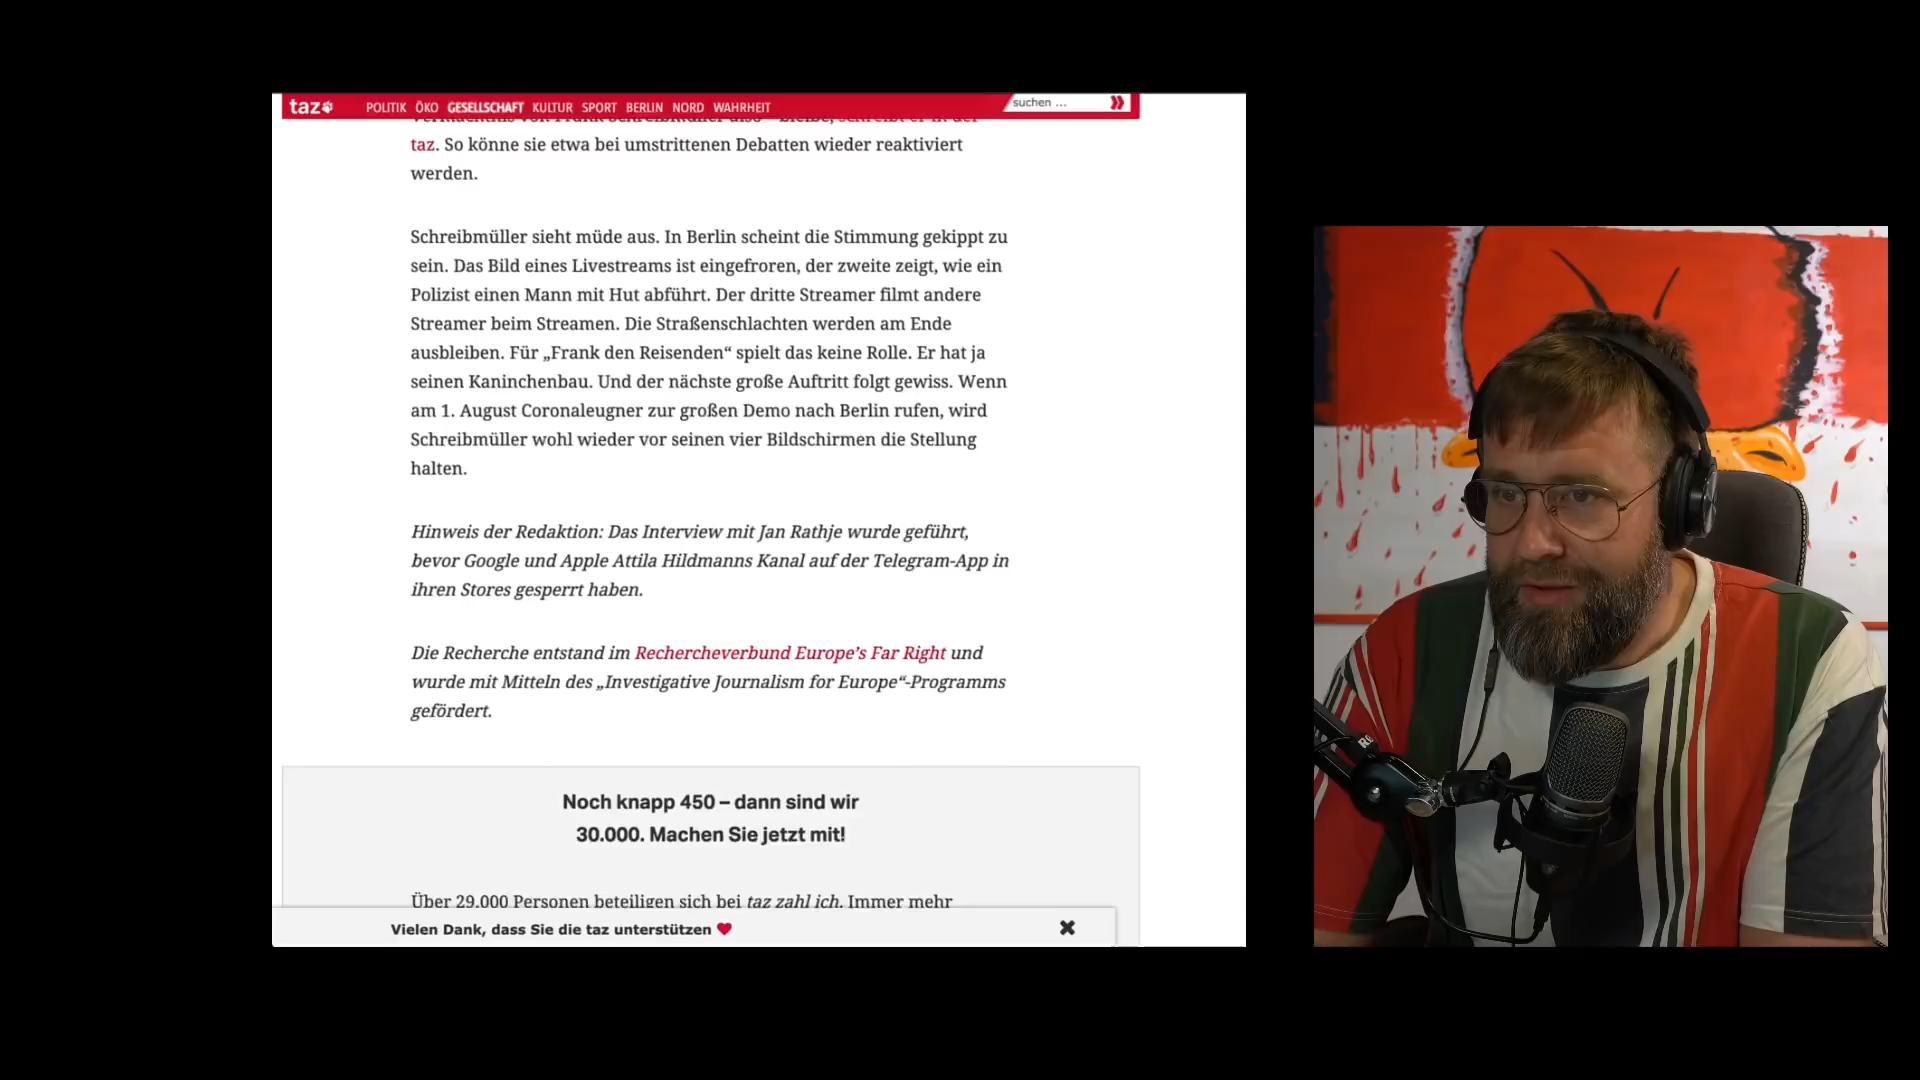 taz
POLITIK ÖKO GESELLSCHAFT KULTUR SPORT BERLIN NORD WAHRHEIT
suchen ...
taz. So könne sie etwa bei umstrittenen Debatten wieder reaktiviert
werden.
Schreibmüller sieht müde aus. In Berlin scheint die Stimmung gekippt zu
sein. Das Bild eines Livestreams ist eingefroren, der zweite zeigt, wie ein
Polizist einen Mann mit Hut abführt. Der dritte Streamer filmt andere
Streamer beim Streamen. Die Straßenschlachten werden am Ende
ausbleiben. Für „Frank den Reisenden“ spielt das keine Rolle. Er hat ja
seinen Kaninchenbau. Und der nächste große Auftritt folgt gewiss. Wenn
am 1. August Coronaleugner zur großen Demo nach Berlin rufen, wird
Schreibmüller wohl wieder vor seinen vier Bildschirmen die Stellung
halten.
Hinweis der Redaktion: Das Interview mit Jan Rathje wurde geführt,
bevor Google und Apple Attila Hildmanns Kanal auf der Telegram-App in
ihren Stores gesperrt haben.
Die Recherche entstand im Rechercheverbund Europe’s Far Right und
wurde mit Mitteln des „Investigative Journalism for Europe“-Programms
gefördert.
Noch knapp 450 – dann sind wir
30.000. Machen Sie jetzt mit!
Über 29.000 Personen beteiligen sich bei taz zahl ich. Immer mehr
Vielen Dank, dass Sie die taz unterstützen